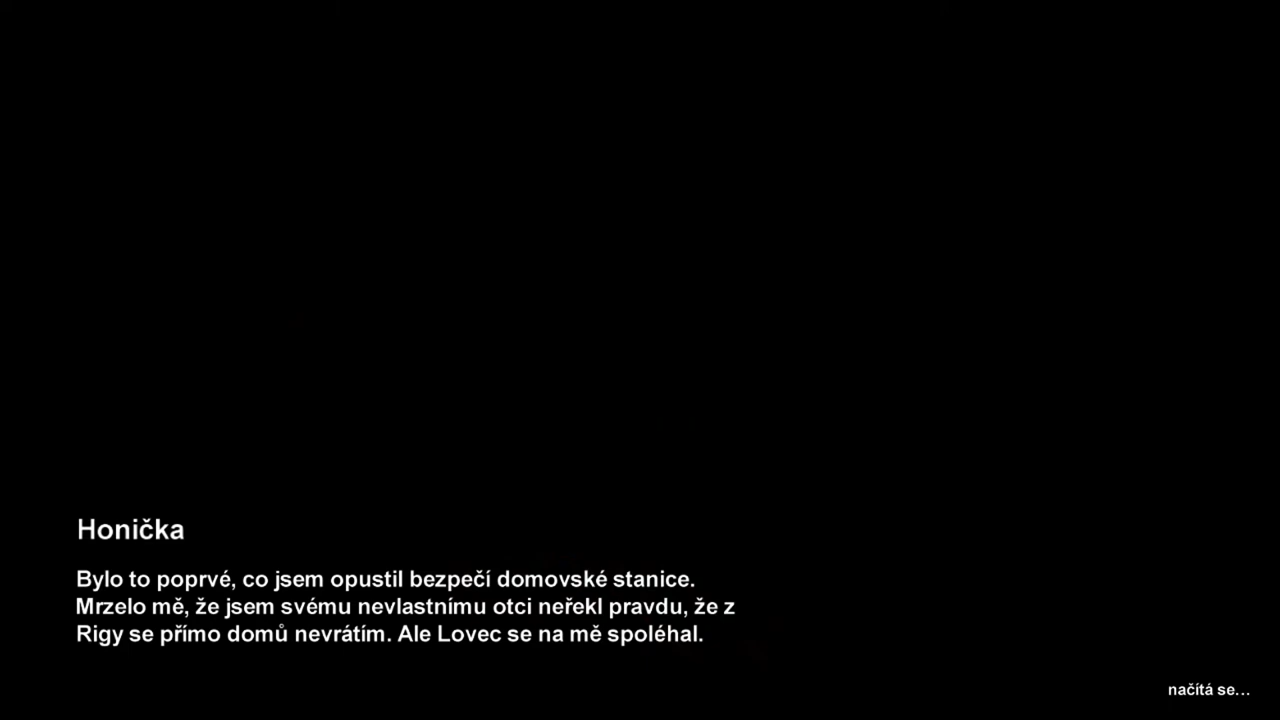 Honička
Bylo to poprvé, co jsem opustil bezpečí domovské stanice.
Mrzelo mě, že jsem svému nevlastnímu otci neřekl pravdu, že z
Rigy se přímo domů nevrátím. Ale Lovec se na mě spoléhal.
načítá se...